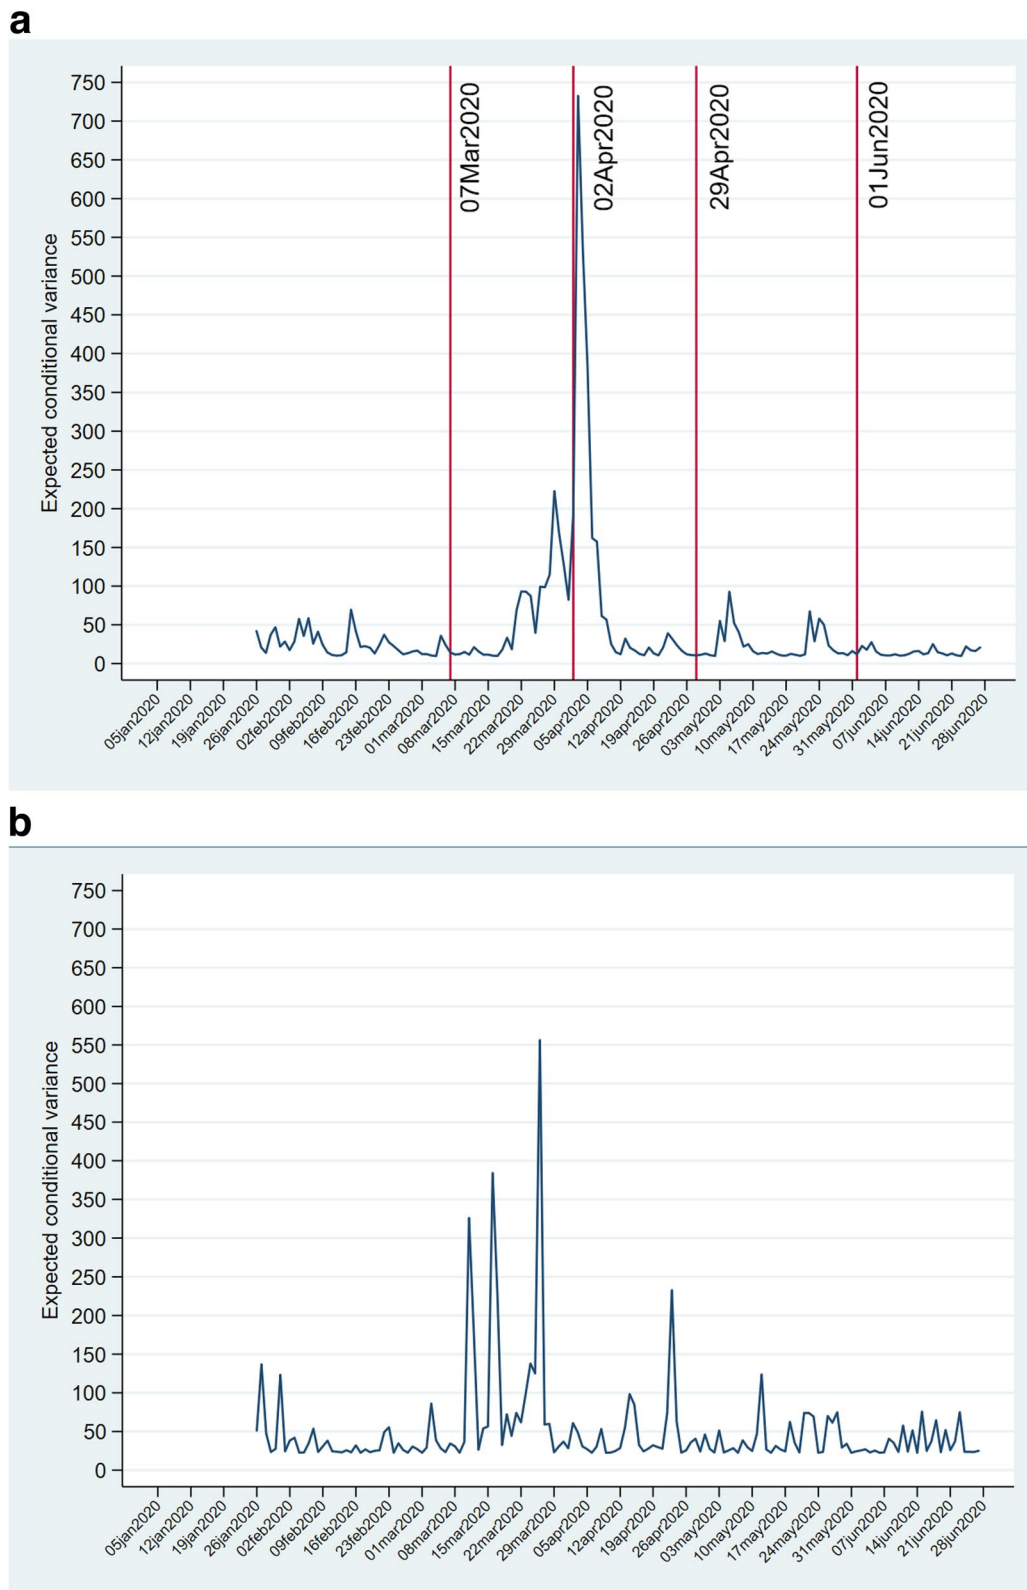 a
Expected conditional variance
750
700
650
600
550
500
450
400
350
300
250
200
150
100
50
0
07Mar2020
02Apr2020
29Apr2020
01Jun2020
05jan2020
12jan2020
19jan2020
26jan2020
02feb2020
09feb2020
16feb2020
23feb2020
01mar2020
08mar2020
15mar2020
22mar2020
29mar2020
05apr2020
12apr2020
19apr2020
26apr2020
03may2020
10may2020
17may2020
24may2020
31may2020
07jun2020
14jun2020
21jun2020
28jun2020
b
Expected conditional variance
750
700
650
600
550
500
450
400
350
300
250
200
150
100
50
0
05jan2020
12jan2020
19jan2020
26jan2020
02feb2020
09feb2020
16feb2020
23feb2020
01mar2020
08mar2020
15mar2020
22mar2020
29mar2020
05apr2020
12apr2020
19apr2020
26apr2020
03may2020
10may2020
17may2020
24may2020
31may2020
07jun2020
14jun2020
21jun2020
28jun2020